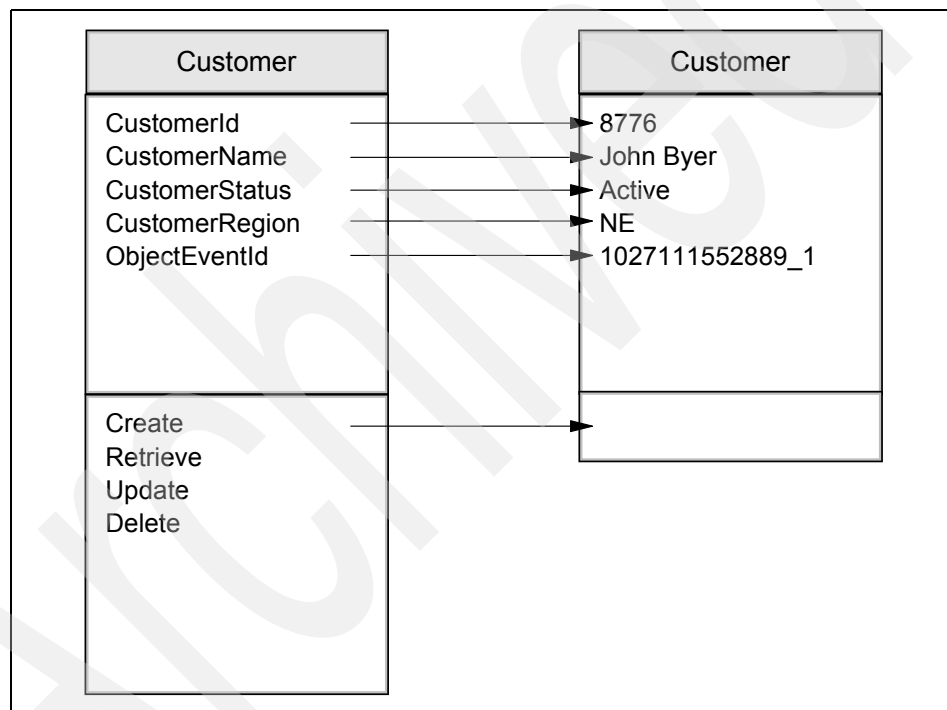 Customer
CustomerId
CustomerName
CustomerStatus
CustomerRegion
ObjectEventId
Create
Retrieve
Update
Delete
Customer
8776
John Byer
Active
NE
1027111552889_1